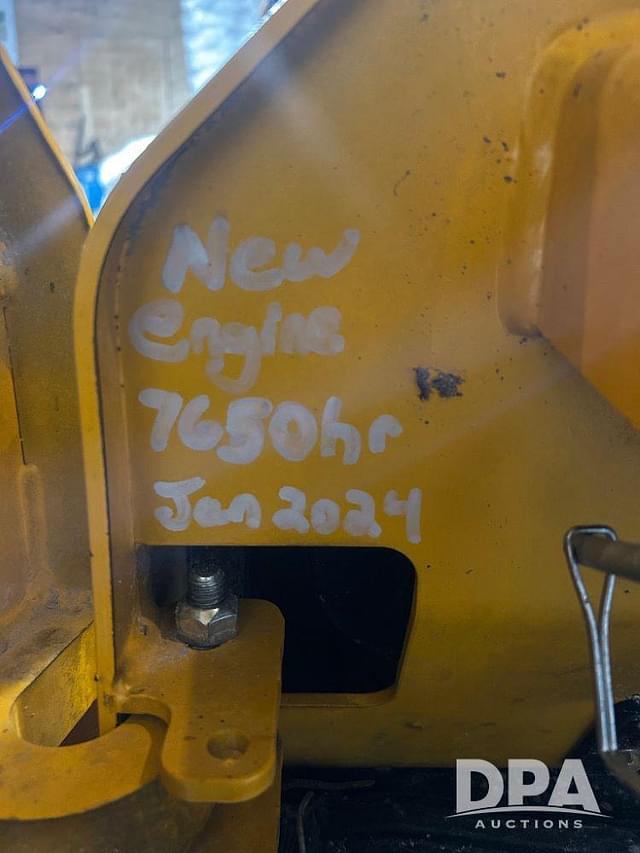 New
engine
7650hr
Jan 2024
DPA
AUCTIONS